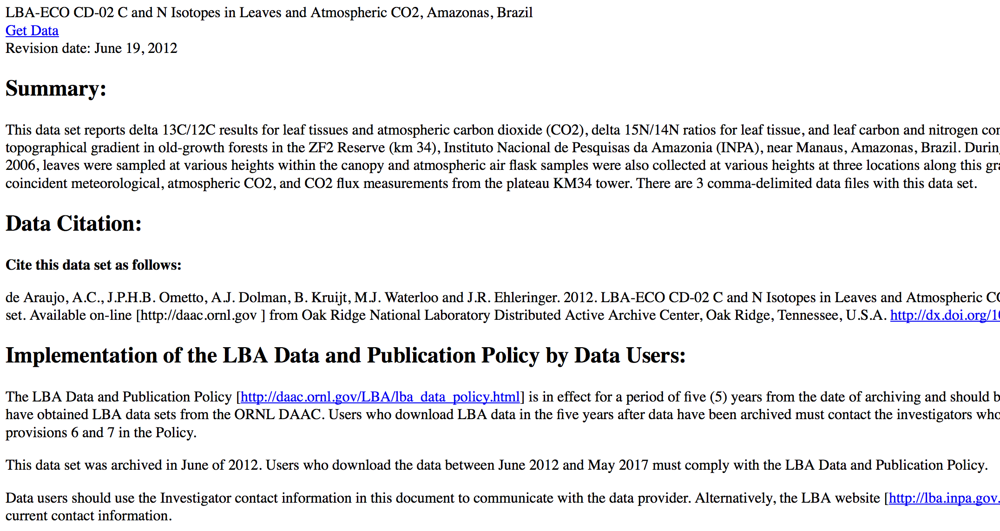 LBA-ECO CD-02 C and N Isotopes in Leaves and Atmospheric CO2, Amazonas, Brazil
Get Data
Revision date: June 19, 2012
Summary:
This data set reports delta 13C/12C results for leaf tissues and atmospheric carbon dioxide (CO2), delta 15N/14N ratios for leaf tissue, and leaf carbon and nitrogen
topographical gradient in old-growth forests in the ZF2 Reserve (km 34), Instituto Nacional de Pesquisas da Amazonia (INPA), near Manaus, Amazonas, Brazil.
2006, leaves were sampled at various heights within the canopy and atmospheric air flask samples were also collected at various heights at three locations along this
coincident meteorological, atmospheric CO2, and CO2 flux measurements from the plateau KM34 tower. There are 3 comma-delimited data files with this data set.
Data Citation:
Cite this data set as follows:
de Araujo, A.C., J.P.H.B. Ometto, A.J. Dolman, B. Kruijt, M.J. Waterloo and J.R. Ehleringer. 2012. LBA-ECO CD-02 C and N Isotopes in Leaves and Atmospheric
set. Available on-line [http://daac.ornl.gov ] from Oak Ridge National Laboratory Distributed Active Archive Center, Oak Ridge, Tennessee, U.S.A. http://dx.doi.org/1
Implementation of the LBA Data and Publication Policy by Data Users:
The LBA Data and Publication Policy [http://daac.ornl.gov/LBA/lba_data_policy.html] is in effect for a period of five (5) years from the date of archiving and should
have obtained LBA data sets from the ORNL DAAC. Users who download LBA data in the five years after data have been archived must contact the investigators who
provisions 6 and 7 in the Policy.
This data set was archived in June of 2012. Users who download the data between June 2012 and May 2017 must comply with the LBA Data and Publication Policy.
Data users should use the Investigator contact information in this document to communicate with the data provider. Alternatively, the LBA website [http://lba.inpa.gov.
current contact information.